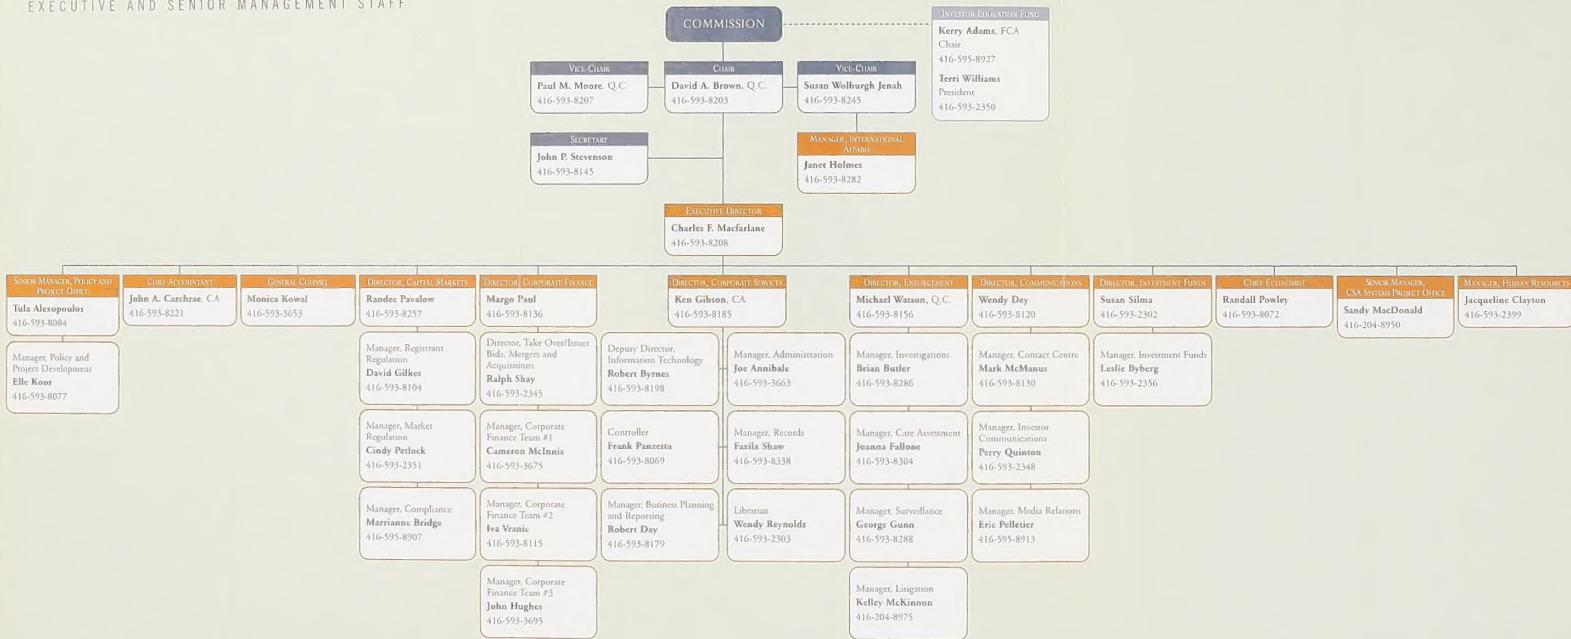 EXECUTIVE AND SENIOR MANAGEMENT STAFF
COMMISSION
INVESTOR EDUCATION FUND
Kerry Adams, FCA
Chair
416-595-8927
Terri Williams
President
416-593-2350
VICE-CHAIR
Paul M. Moore, Q.C.
416-593-8207
CHAIR
David A. Brown, Q.C.
416-593-8203
VICE-CHAIR
Susan Wolburgh Jenah
416-593-8245
SECRETARY
John P. Stevenson
416-593-8145
MANAGER, INTERNATIONAL
AFFAIRS
Janet Holmes
416-593-8282
EXECUTIVE DIRECTOR
Charles F. Macfarlane
416-593-8208
SENIOR MANAGER, POLICY AND
PROJECT OFFICE
Tula Alexopoulos
416-593-8084
Manager, Policy and
Project Development
Elle Koor
416-593-8077
CHIEF ACCOUNTANT
John A. Carchrae, CA
416-593-8221
GENERAL COUNSEL
Monica Kowal
416-593-3653
DIRECTOR, CAPITAL MARKETS
Randee Pavalow
416-593-8257
Manager, Registrant
Regulation
David Gilkes
416-593-8104
Manager, Market
Regulation
Cindy Petlock
416-593-2351
Manager, Compliance
Marrianne Bridge
416-595-8907
DIRECTOR, CORPORATE FINANCE
Margo Paul
416-593-8136
Director, Take Over/Issuer
Bids, Mergers and
Acquisitions
Ralph Shay
416-593-2345
Manager, Corporate
Finance Team #1
Cameron McInnis
416-593-3675
Manager, Corporate
Finance Team #2
Iva Vranic
416-593-8115
Manager, Corporate
Finance Team #3
John Hughes
416-593-3695
DIRECTOR, CORPORATE SERVICES
Ken Gibson, CA
416-593-8185
Deputy Director,
Information Technology
Robert Byrnes
416-593-8198
Controller
Frank Panzetta
416-593-8069
Manager, Business Planning
and Reporting
Robert Day
416-593-8179
Manager, Administration
Joe Annibale
416-593-3663
Manager, Records
Fazila Shaw
416-593-8338
Librarian
Wendy Reynolds
416-593-2303
DIRECTOR, ENFORCEMENT
Michael Watson, Q.C.
416-593-8156
Manager, Investigations
Brian Butler
416-593-8286
Manager, Case Assessment
Joanna Fallone
416-593-8304
Manager, Surveillance
George Gunn
416-593-8288
Manager, Litigation
Kelley McKinnon
416-204-8975
DIRECTOR, COMMUNICATIONS
Wendy Dey
416-593-8120
Manager, Contact Centre
Mark McManus
416-593-8130
Manager, Investor
Communications
Perry Quinton
416-593-2348
Manager, Media Relations
Eric Pelletier
416-595-8913
DIRECTOR, INVESTMENT FUNDS
Susan Silma
416-593-2302
Manager, Investment Funds
Leslie Byberg
416-593-2356
CHIEF ECONOMIST
Randall Powley
416-593-8072
SENIOR MANAGER,
CSA SYSTEMS PROJECT OFFICE
Sandy MacDonald
416-204-8950
MANAGER, HUMAN RESOURCES
Jacqueline Clayton
416-593-2399